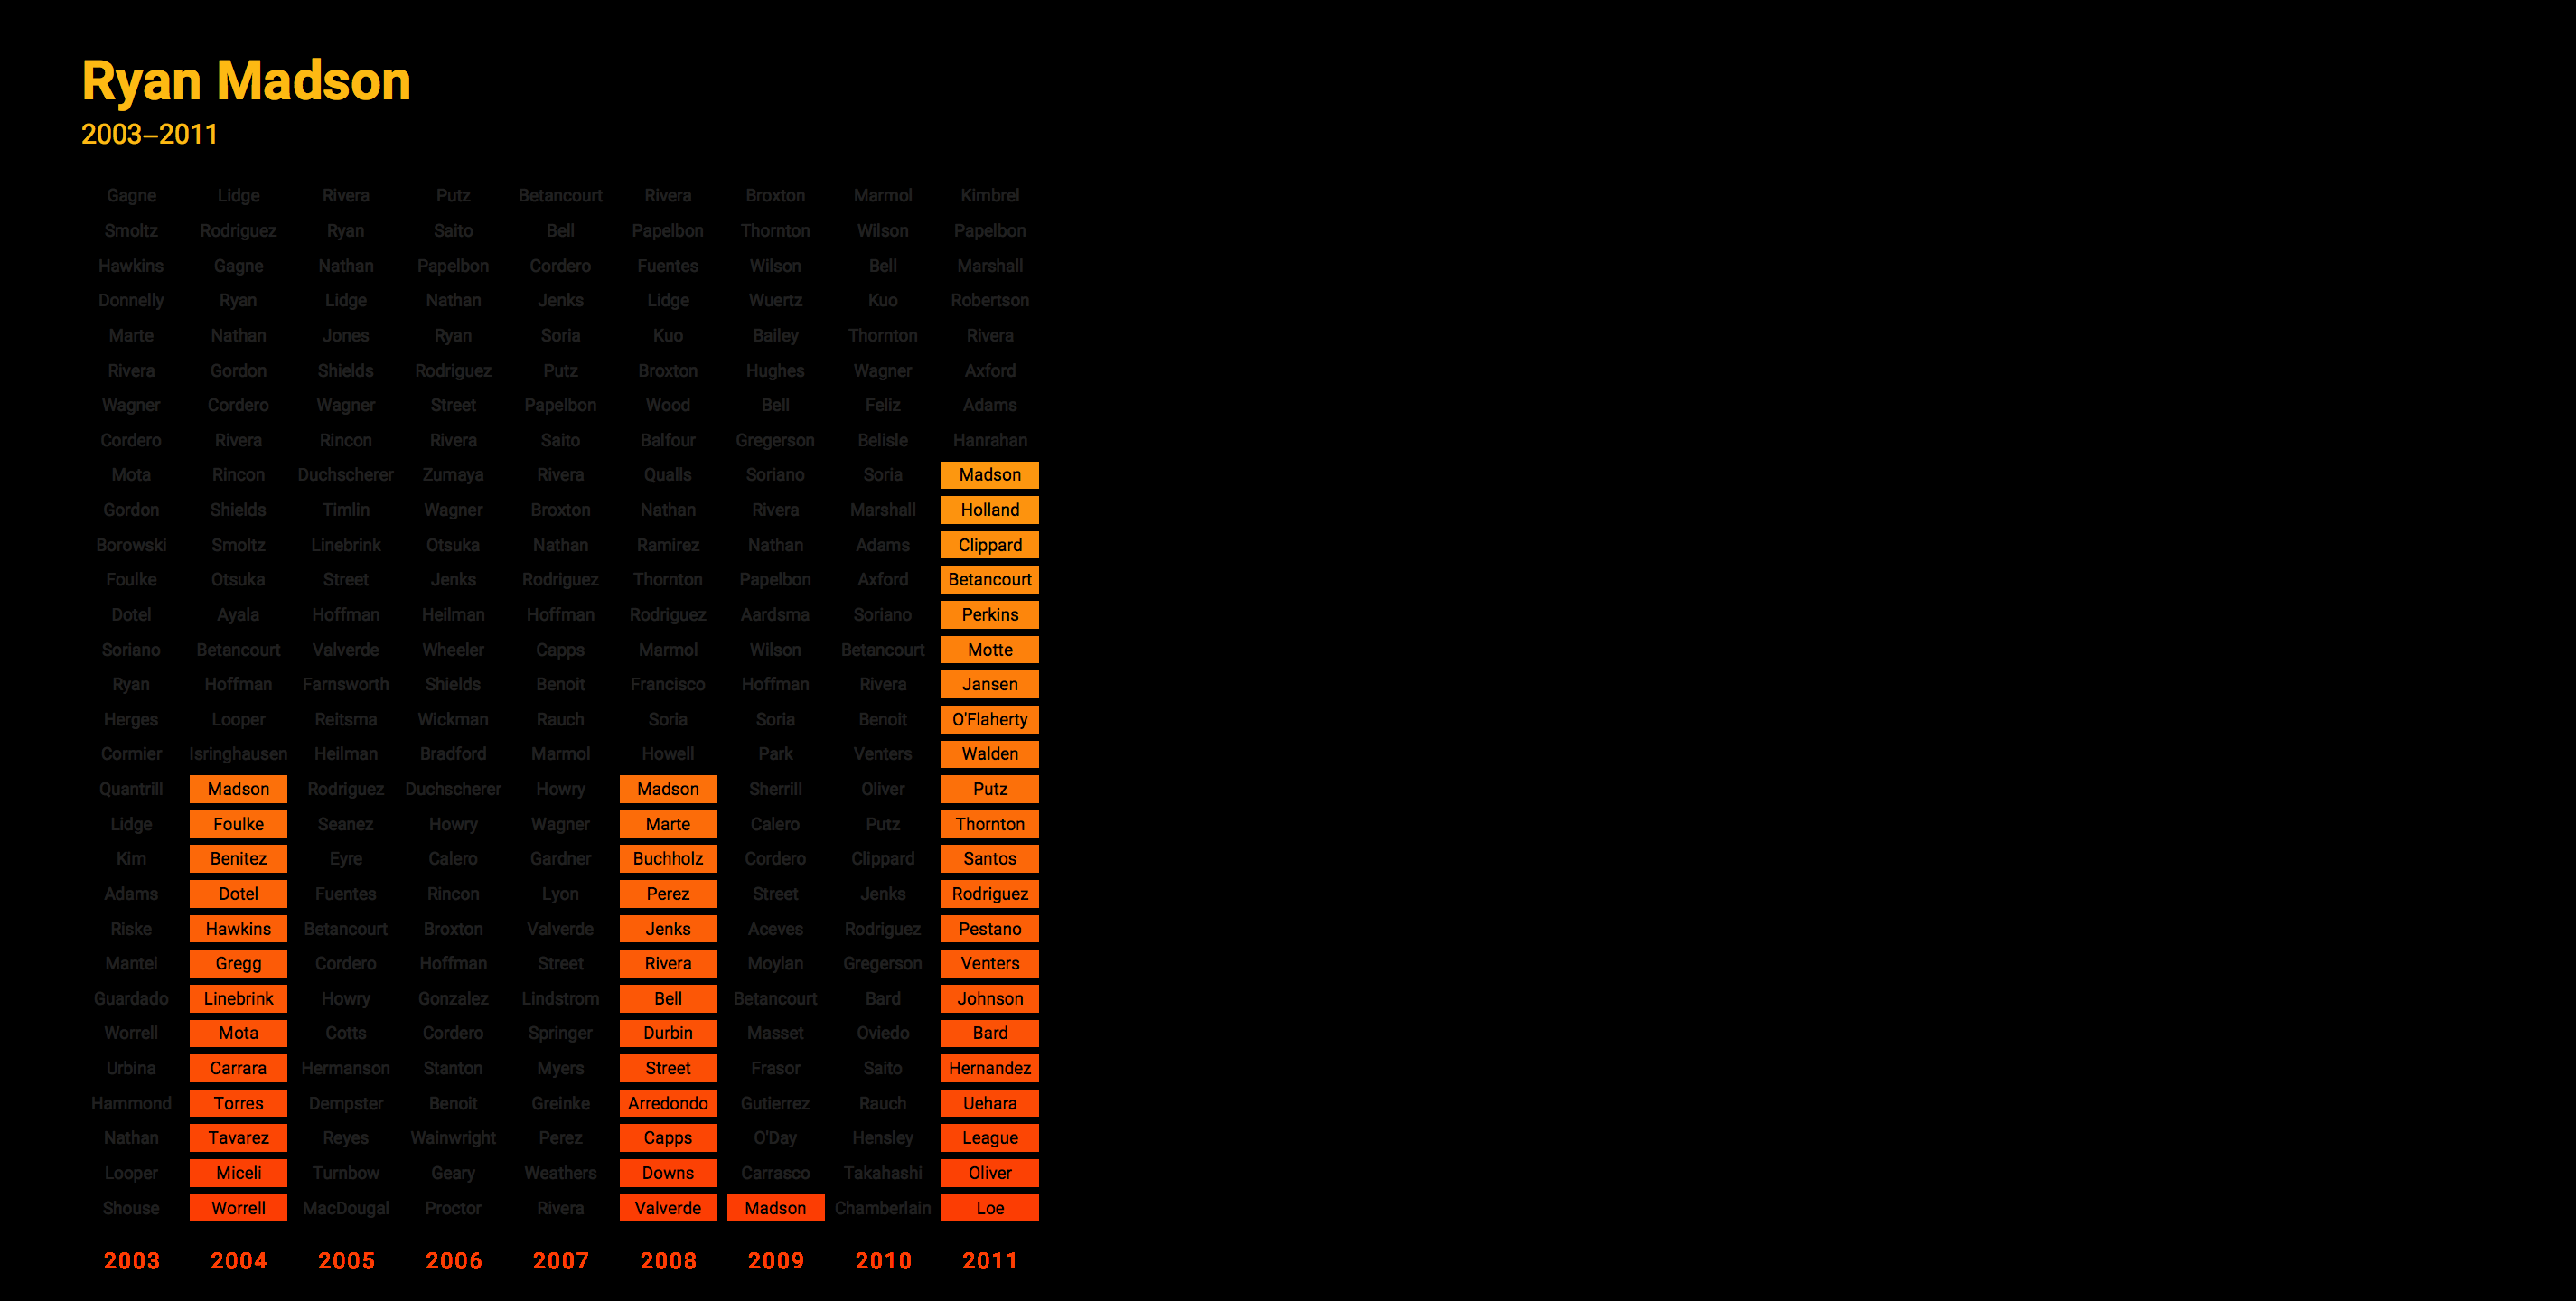 Ryan Madson
2003–2011
Gagne Lidge Rivera Putz Betancourt Rivera Broxton Marmol Kimbrel
Smoltz Rodriguez Ryan Saito Bell Papelbon Thornton Wilson Papelbon
Hawkins Gagne Nathan Papelbon Cordero Fuentes Wilson Bell Marshall
Donnelly Ryan Lidge Nathan Jenks Lidge Wuertz Kuo Robertson
Marte Nathan Jones Ryan Soria Kuo Bailey Thornton Rivera
Rivera Gordon Shields Rodriguez Putz Broxton Hughes Wagner Axford
Wagner Cordero Wagner Street Papelbon Wood Bell Feliz Adams
Cordero Rivera Rincon Rivera Saito Balfour Gregerson Belisle Hanrahan
Mota Rincon Duchscherer Zumaya Rivera Qualls Soriano Soria Madson
Gordon Shields Timlin Wagner Broxton Nathan Rivera Marshall Holland
Borowski Smoltz Linebrink Otsuka Nathan Ramirez Nathan Adams Clippard
Foulke Otsuka Street Jenks Rodriguez Thornton Papelbon Axford Betancourt
Dotel Ayala Hoffman Heilman Hoffman Rodriguez Aardsma Soriano Perkins
Soriano Betancourt Valverde Wheeler Capps Marmol Wilson Betancourt Motte
Ryan Hoffman Farnsworth Shields Benoit Francisco Hoffman Rivera Jansen
Herges Looper Reitsma Wickman Rauch Soria Soria Benoit O'Flaherty
Cormier Isringhausen Heilman Bradford Marmol Howell Park Venters Walden
Quantrill Madson Rodriguez Duchscherer Howry Madson Sherrill Oliver Putz
Lidge Foulke Seanez Howry Wagner Marte Calero Putz Thornton
Kim Benitez Eyre Calero Gardner Buchholz Cordero Clippard Santos
Adams Dotel Fuentes Rincon Lyon Perez Street Jenks Rodriguez
Riske Hawkins Betancourt Broxton Valverde Jenks Aceves Rodriguez Pestano
Mantei Gregg Cordero Hoffman Street Rivera Moylan Gregerson Venters
Guardado Linebrink Howry Gonzalez Lindstrom Bell Betancourt Bard Johnson
Worrell Mota Cotts Cordero Springer Durbin Masset Oviedo Bard
Urbina Carrara Hermanson Stanton Myers Street Frasor Saito Hernandez
Hammond Torres Dempster Benoit Greinke Arredondo Gutierrez Rauch Uehara
Nathan Tavarez Reyes Wainwright Perez Capps O'Day Hensley League
Looper Miceli Turnbow Geary Weathers Downs Carrasco Takahashi Oliver
Shouse Worrell MacDougal Proctor Rivera Valverde Madson Chamberlain Loe
2003 2004 2005 2006 2007 2008 2009 2010 2011